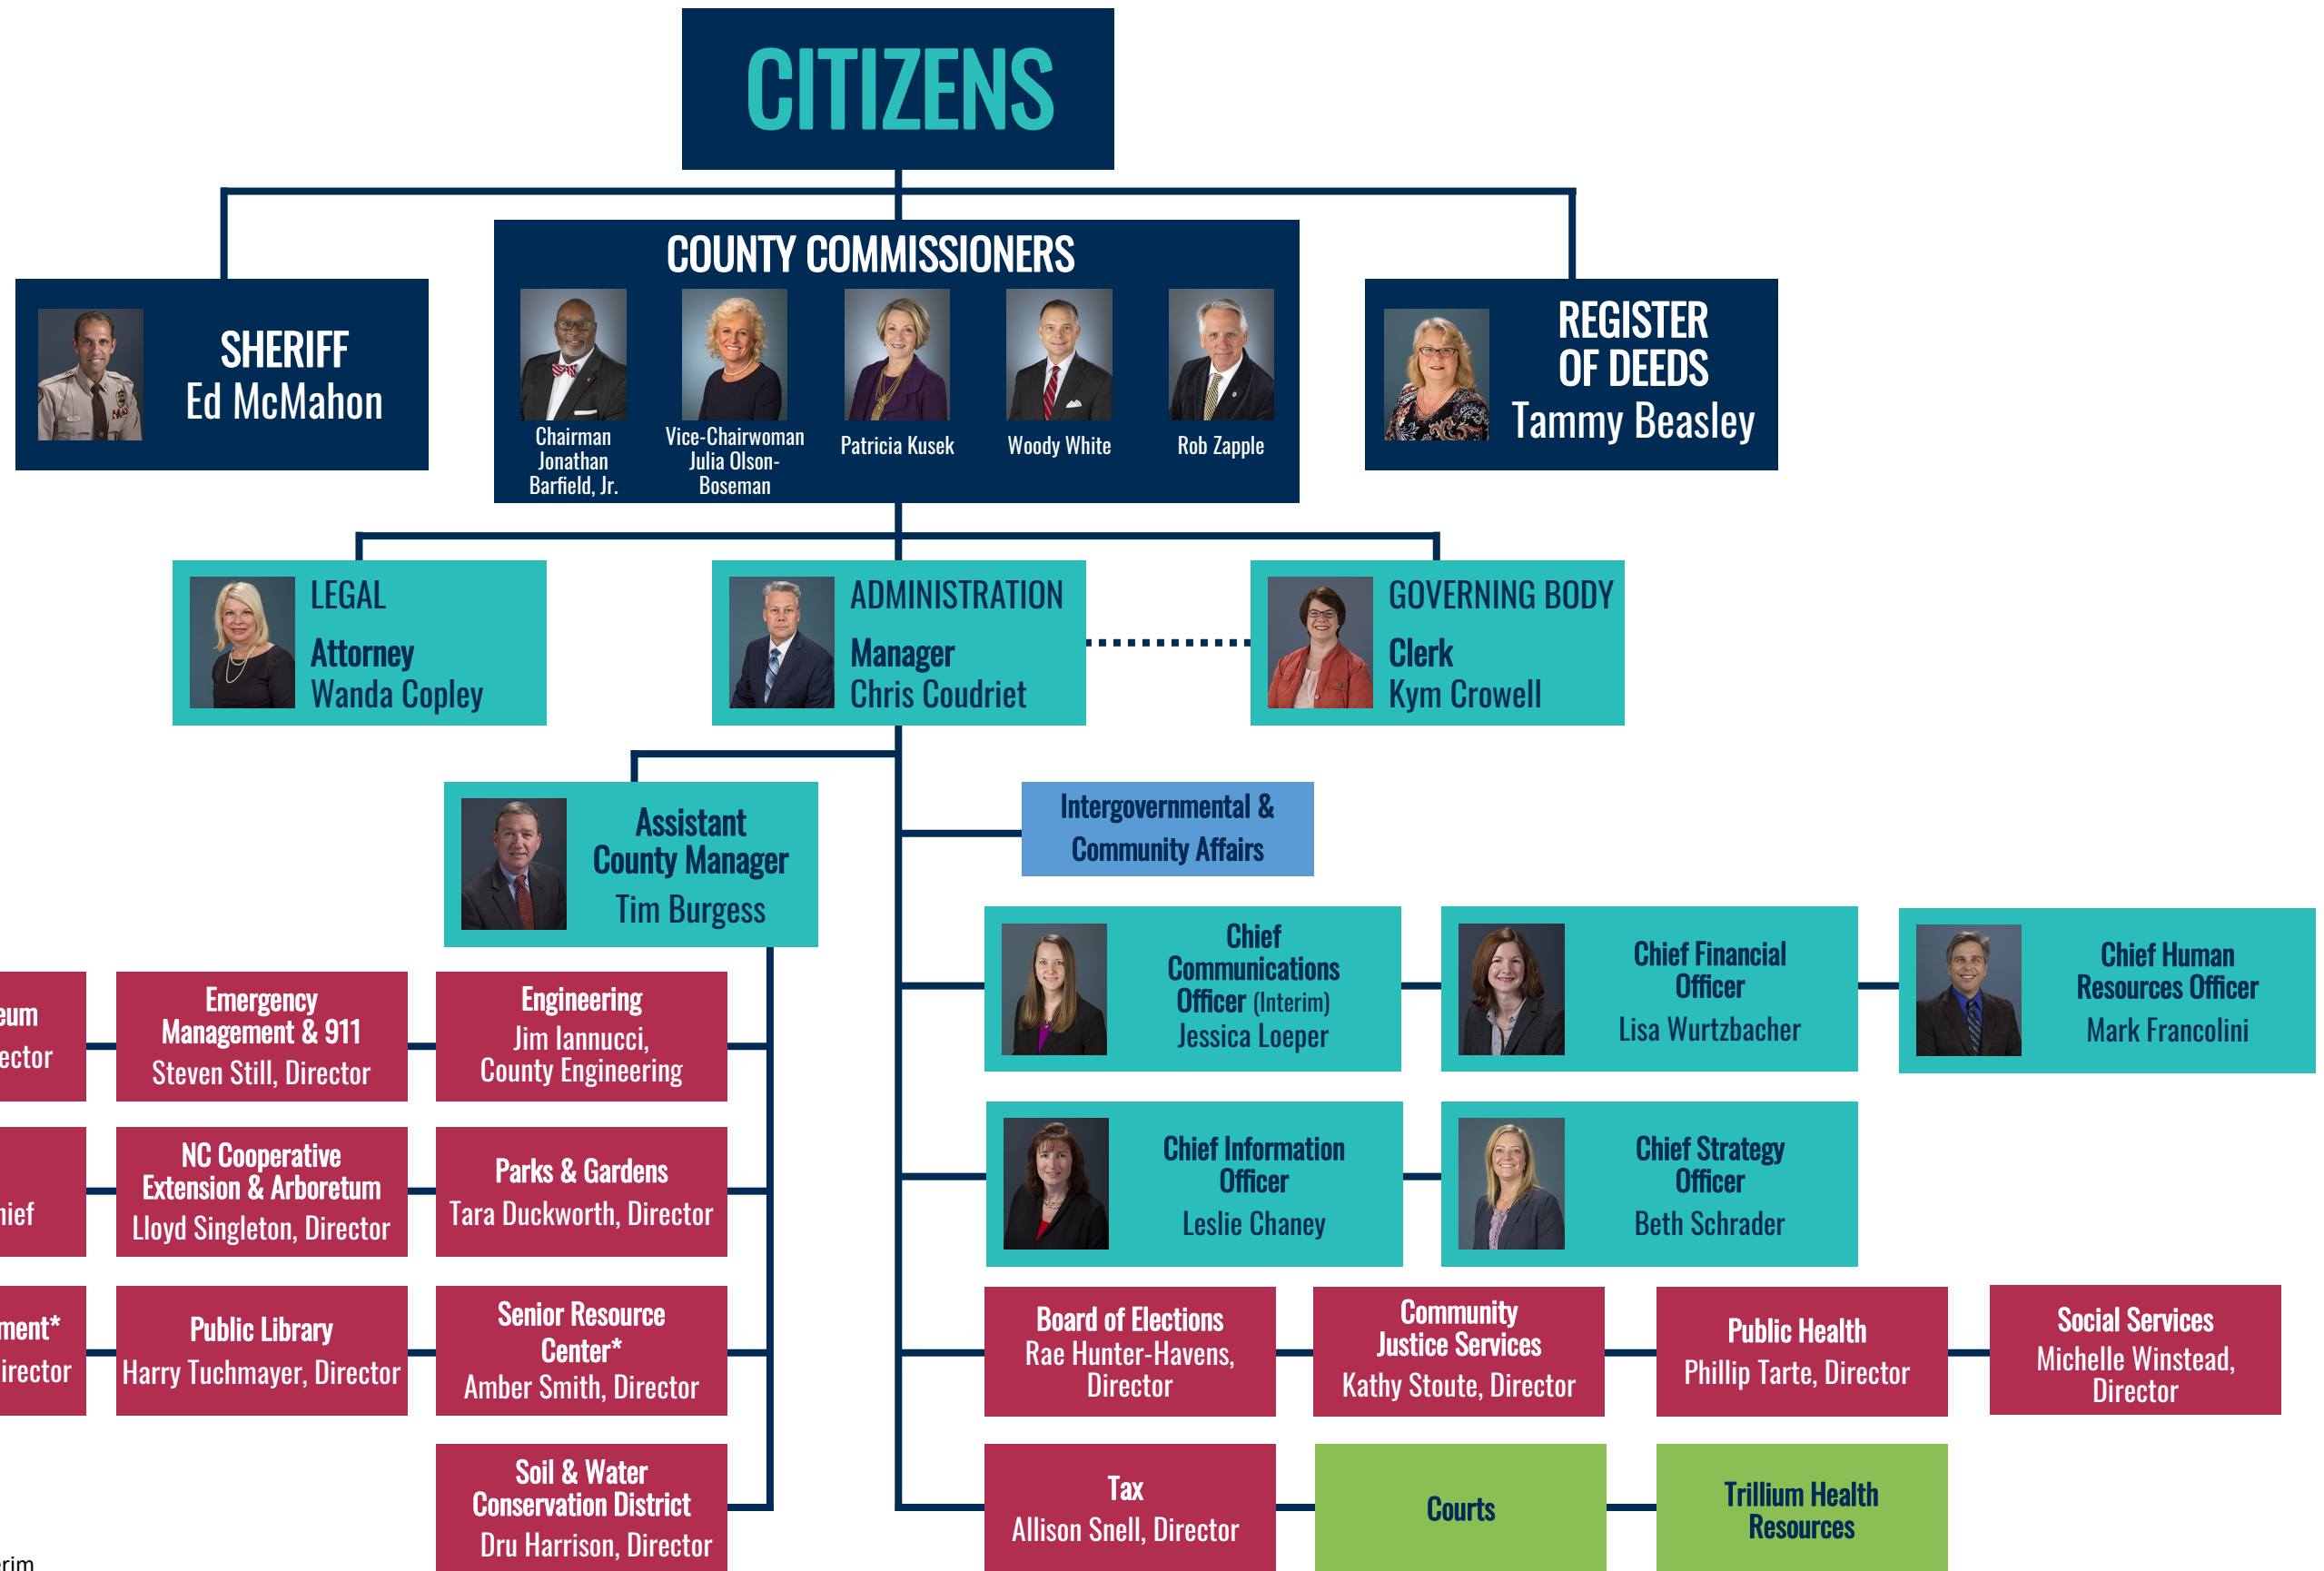 CITIZENS
COUNTY COMMISSIONERS
Chairman
Jonathan
Barfield, Jr.
Vice-Chairwoman
Julia Olson-
Boseman
Patricia Kusek
Woody White
Rob Zapple
SHERIFF
Ed McMahon
REGISTER
OF DEEDS
Tammy Beasley
LEGAL
Attorney
Wanda Copley
ADMINISTRATION
Manager
Chris Coudriet
GOVERNING BODY
Clerk
Kym Crowell
Assistant
County Manager
Tim Burgess
Intergovernmental &
Community Affairs
Chief
Communications
Officer (Interim)
Jessica Loeper
Chief Financial
Officer
Lisa Wurtzbacher
Chief Human
Resources Officer
Mark Francolini
eum
ector
Emergency
Management & 911
Steven Still, Director
Engineering
Jim Iannucci,
County Engineering
Chief Information
Officer
Leslie Chaney
Chief Strategy
Officer
Beth Schrader
hief
NC Cooperative
Extension & Arboretum
Lloyd Singleton, Director
Parks & Gardens
Tara Duckworth, Director
ment*
irector
Public Library
Harry Tuchmayer, Director
Senior Resource
Center*
Amber Smith, Director
Board of Elections
Rae Hunter-Havens,
Director
Community
Justice Services
Kathy Stoute, Director
Public Health
Phillip Tarte, Director
Social Services
Michelle Winstead,
Director
Soil & Water
Conservation District
Dru Harrison, Director
Tax
Allison Snell, Director
Courts
Trillium Health
Resources
erim